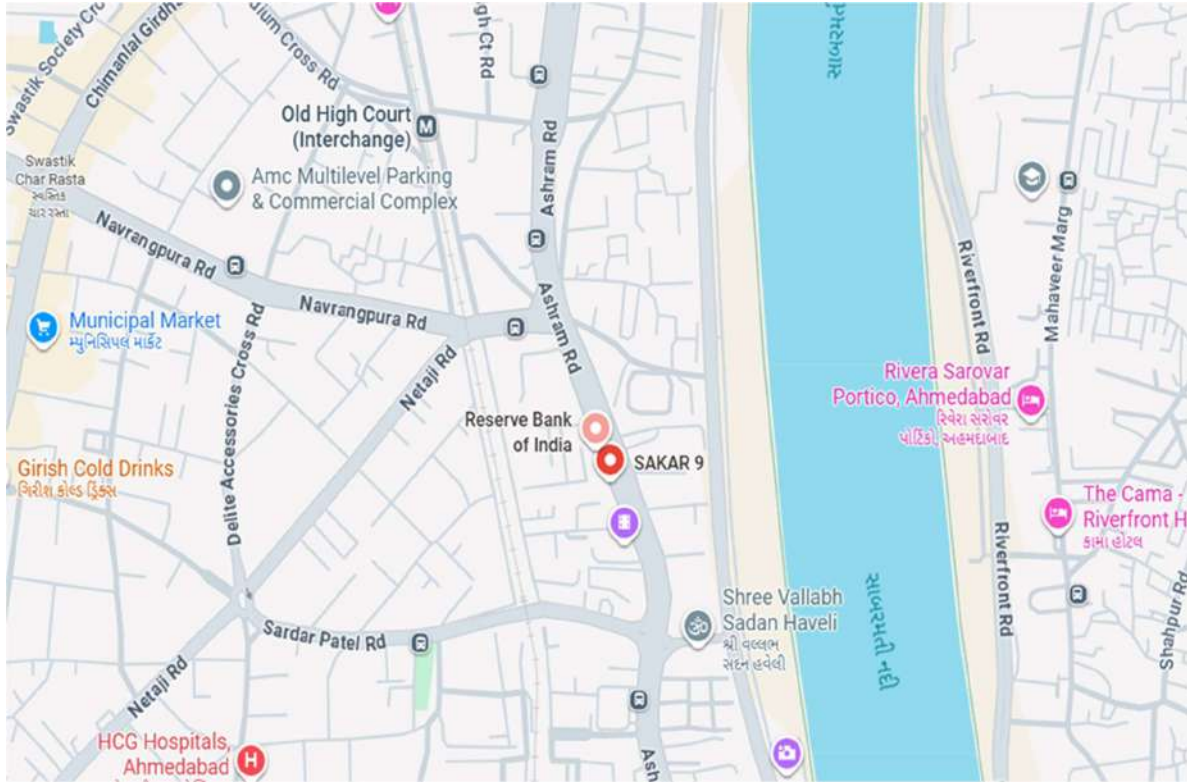 Swastik Society Cro
Chimanlal Girdha
dium Cross Rd
gh Ct Rd
Old High Court
(Interchange)
M
Swastik
Char Rasta
સ્વસ્તિક
ચાર રસ્તા
Amc Multilevel Parking
& Commercial Complex
Ashram Rd
સાબરમતી
Mahaveer Marg
Riverfront Rd
Navrangpura Rd
Navrangpura Rd
Ashram Rd
Municipal Market
મ્યુનિસિપલ માર્કેટ
Delite Accessories Cross Rd
Netaji Rd
Reserve Bank
of India
SAKAR 9
Rivera Sarovar
Portico, Ahmedabad
રિવેરા સરોવર
પોર્ટિકો, અહમદાબાદ
Girish Cold Drinks
ગિરીશ કોલ્ડ ડ્રિંક્સ
The Cama -
Riverfront H
કામા હોટલ
Riverfront Rd
Shahpur Rd
Shree Vallabh
Sadan Haveli
શ્રી વલ્લભ
સદન હવેલી
સાબરમતી નદી
Sardar Patel Rd
Netaji Rd
HCG Hospitals,
Ahmedabad
H
Ash